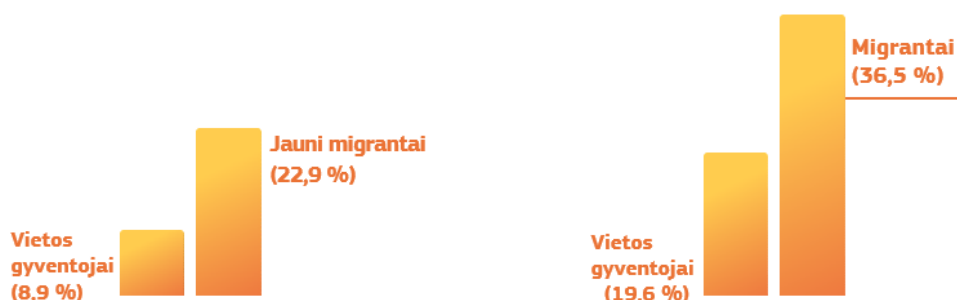 Vietos
gyventojai
(8,9 %)
Jauni migrantai
(22,9 %)
Vietos
gyventojai
(19,6 %)
Migrantai
(36,5 %)